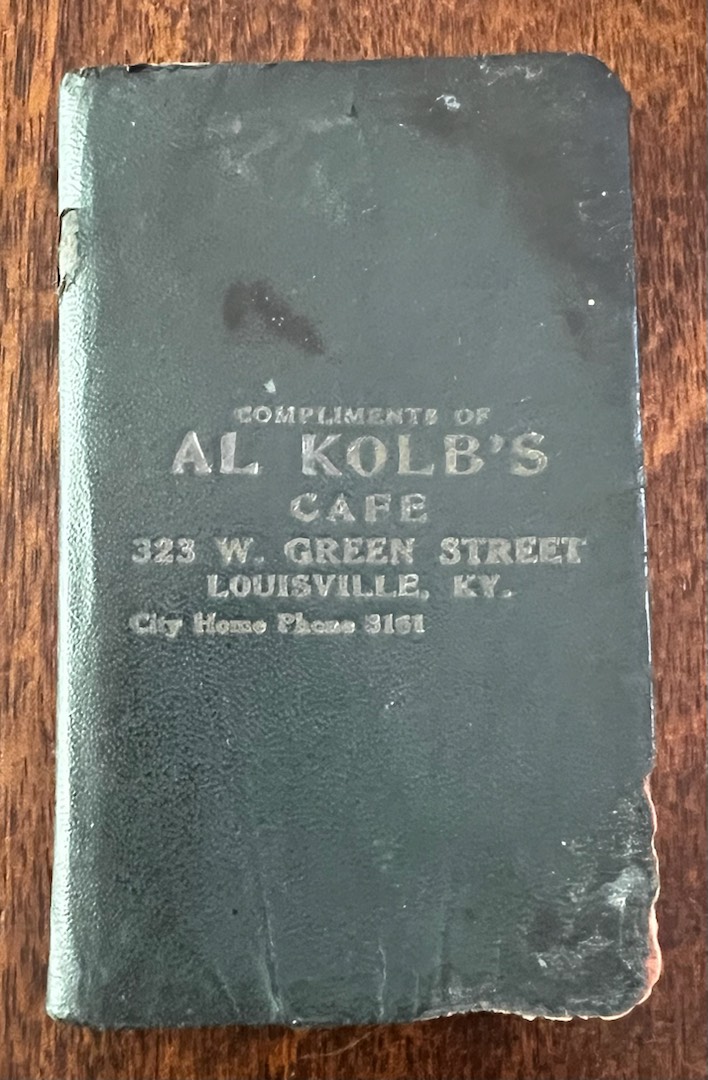 COMPLIMENTS OF
AL KOLB'S
CAFE
323 W. GREEN STREET
LOUISVILLE, KY.
City Home Phone 3161